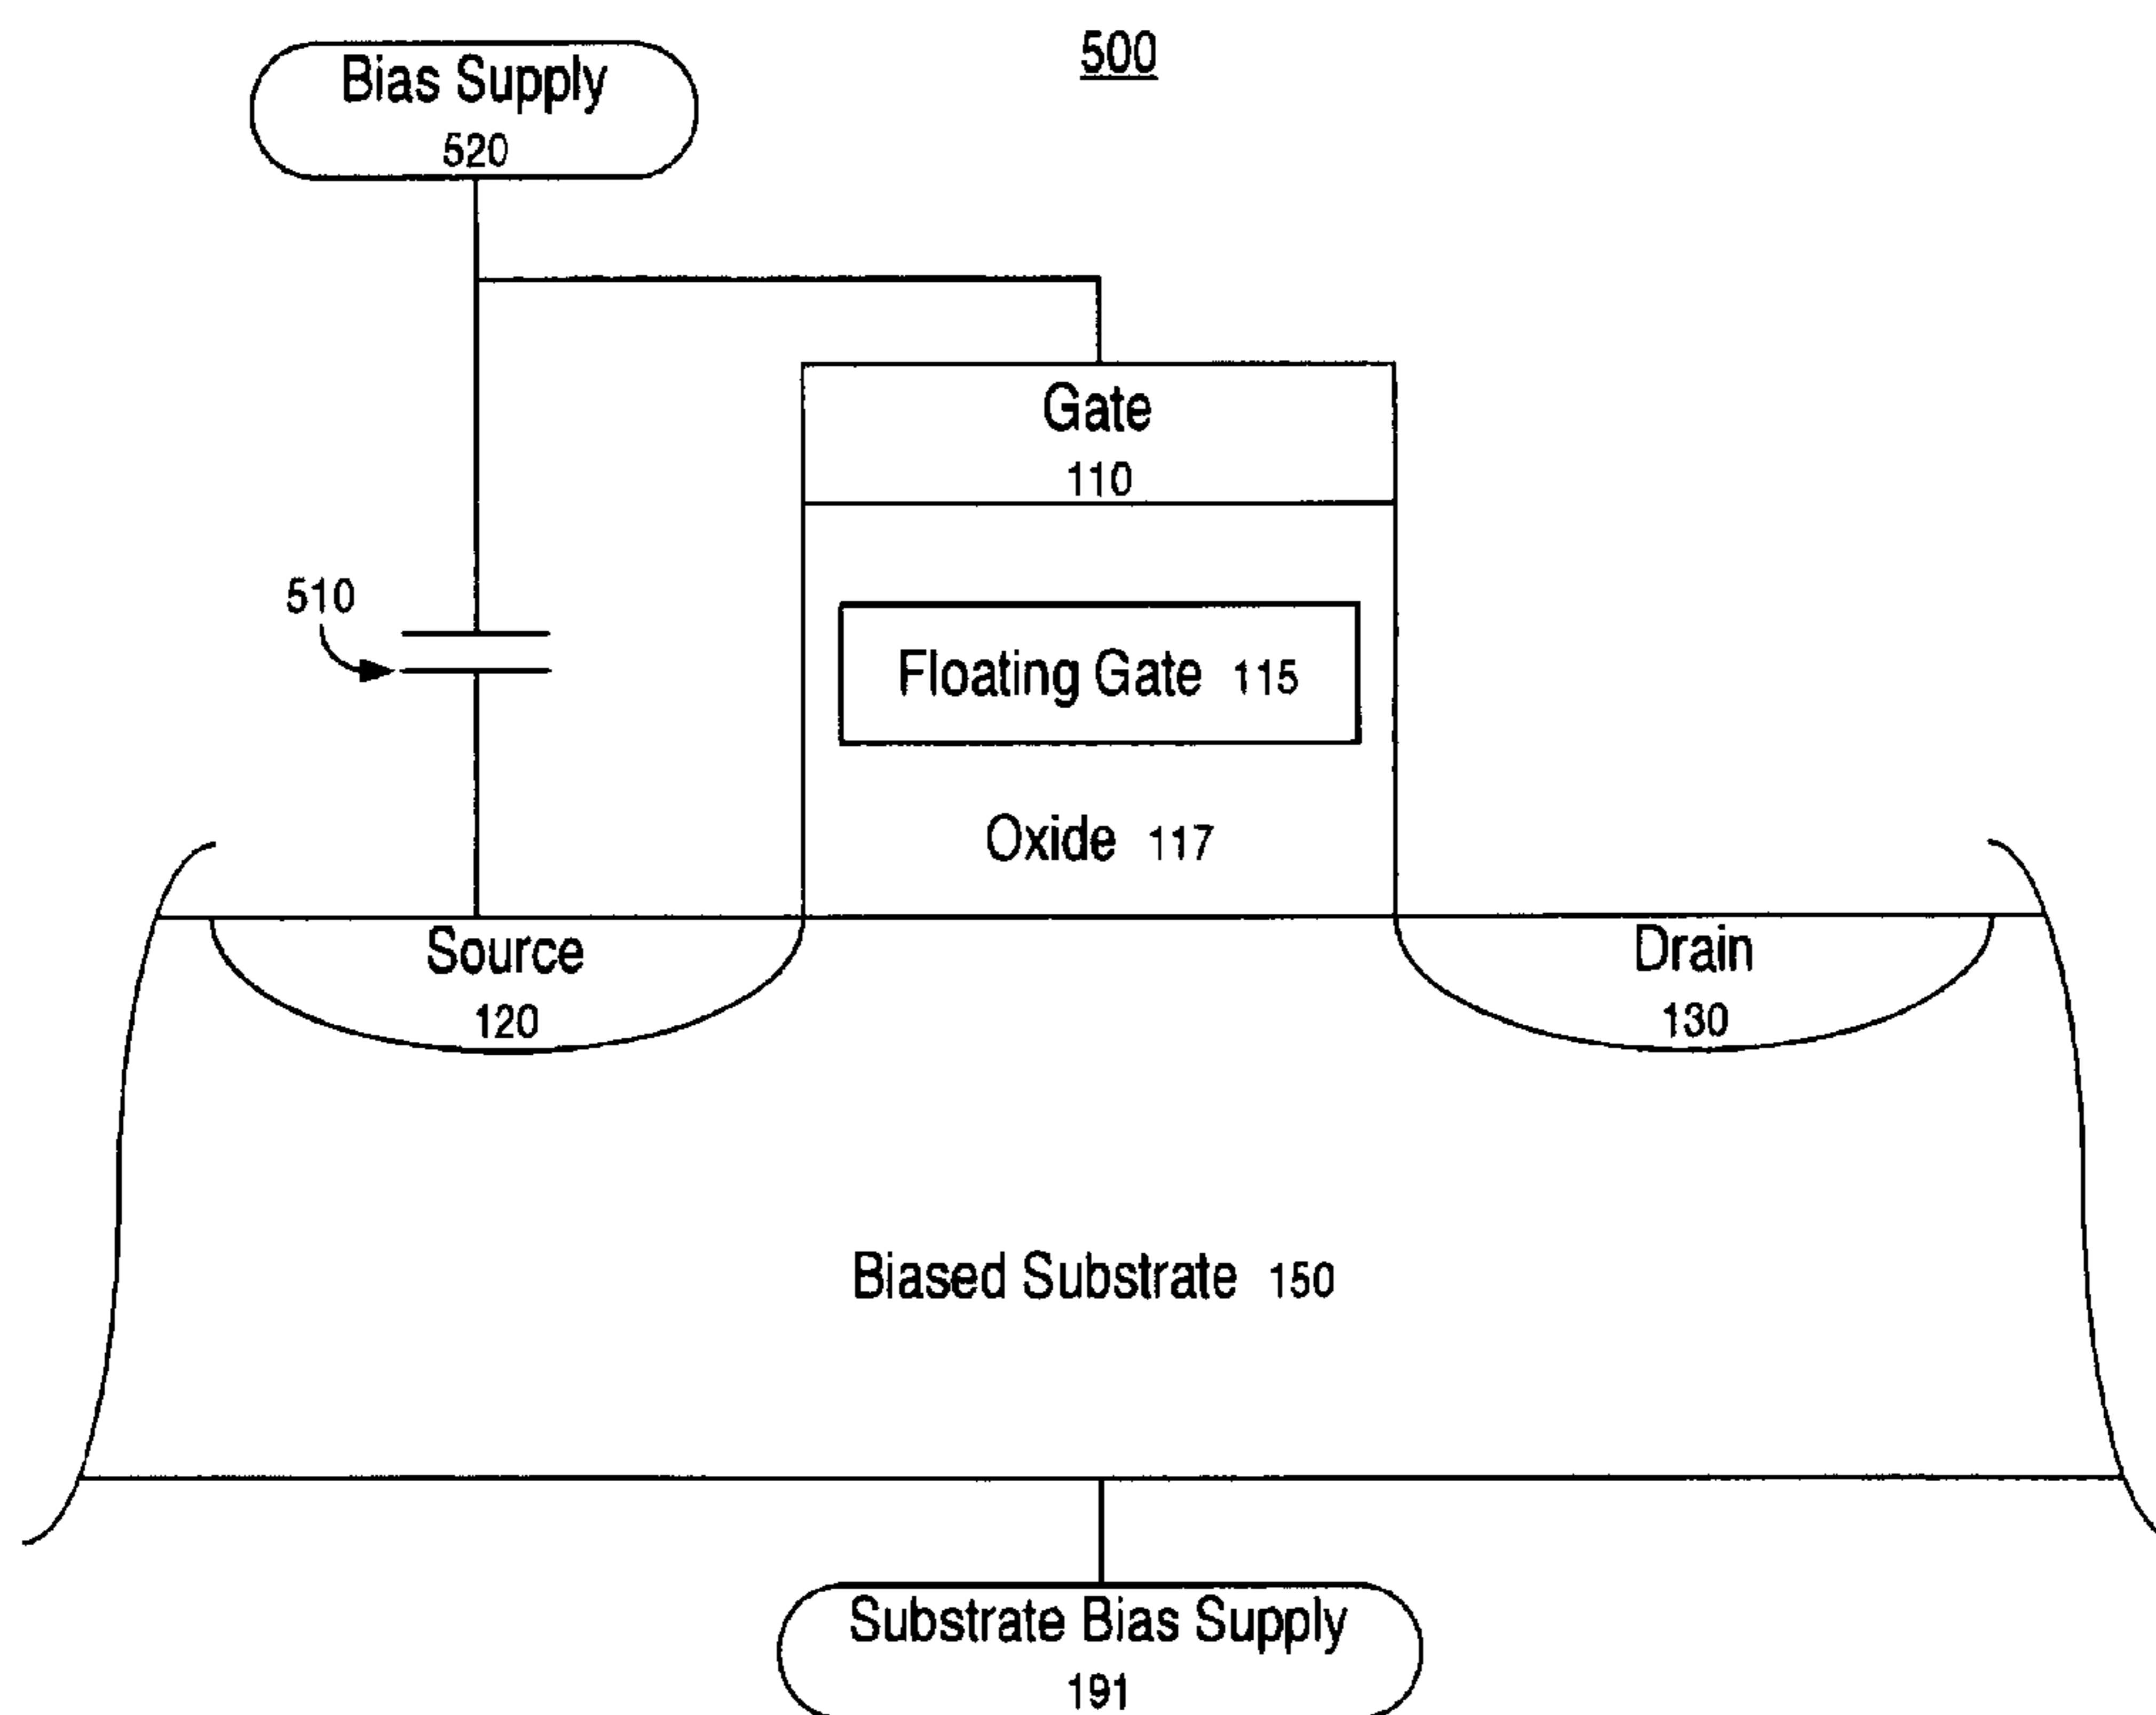 500
Bias Supply
520
Gate
110
510
Floating Gate 115
Oxide 117
Source
120
Drain
130
Biased Substrate 150
Substrate Bias Supply
191